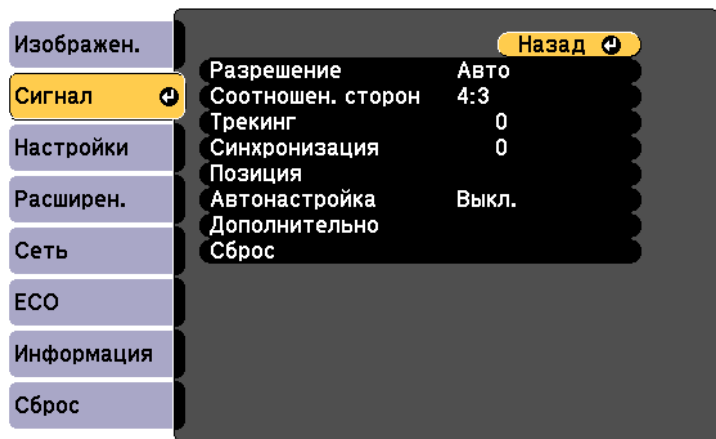 Изображен.
Сигнал
Настройки
Расширен.
Сеть
ECO
Информация
Сброс
Назад
Разрешение Авто
Соотношен. сторон 4:3
Трекинг 0
Синхронизация 0
Позиция
Автонастройка Выкл.
Дополнительно
Сброс